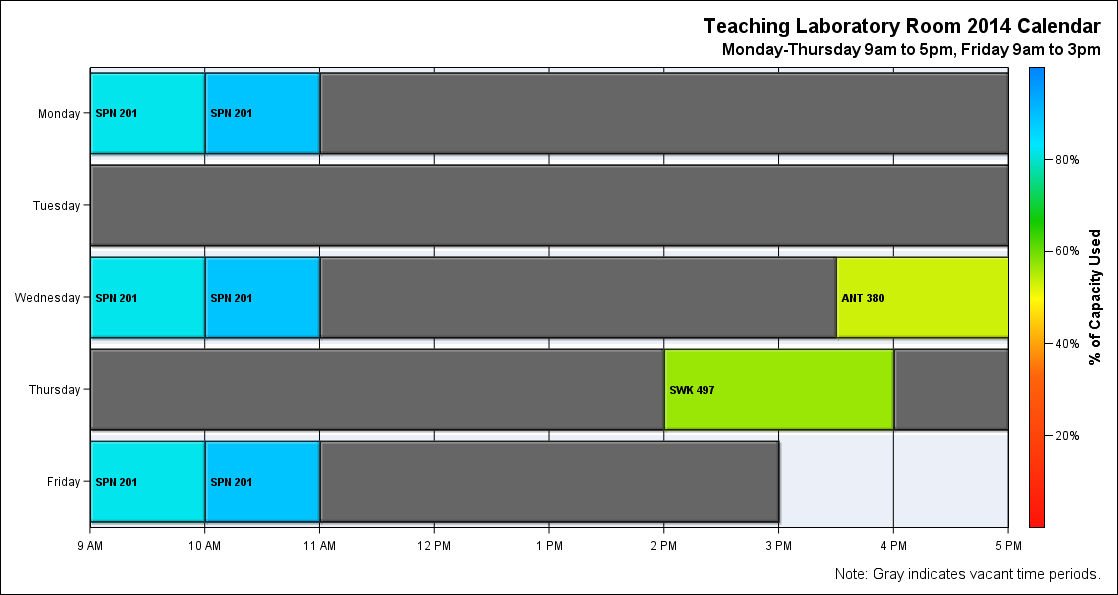 Teaching Laboratory Room 2014 Calendar
Monday-Thursday 9am to 5pm, Friday 9am to 3pm
Monday
SPN 201
SPN 201
Tuesday
Wednesday
SPN 201
SPN 201
ANT 380
Thursday
SWK 497
Friday
SPN 201
SPN 201
9 AM
10 AM
11 AM
12 PM
1 PM
2 PM
3 PM
4 PM
5 PM
80%
60%
40%
20%
% of Capacity Used
Note: Gray indicates vacant time periods.